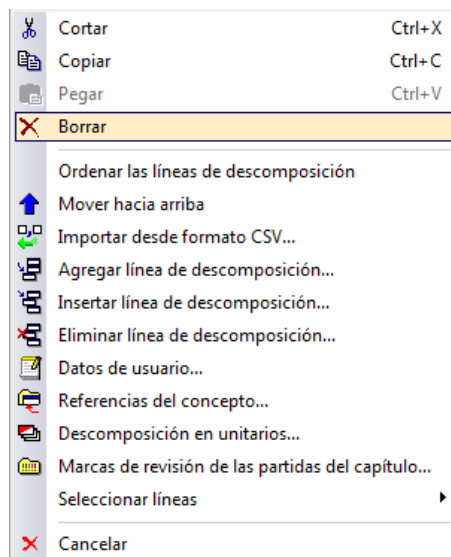 Cortar Ctrl+X
Copiar Ctrl+C
Pegar Ctrl+V
Borrar
Ordenar las líneas de descomposición
Mover hacia arriba
Importar desde formato CSV...
Agregar línea de descomposición...
Insertar línea de descomposición...
Eliminar línea de descomposición...
Datos de usuario...
Referencias del concepto...
Descomposición en unitarios...
Marcas de revisión de las partidas del capítulo...
Seleccionar líneas
Cancelar